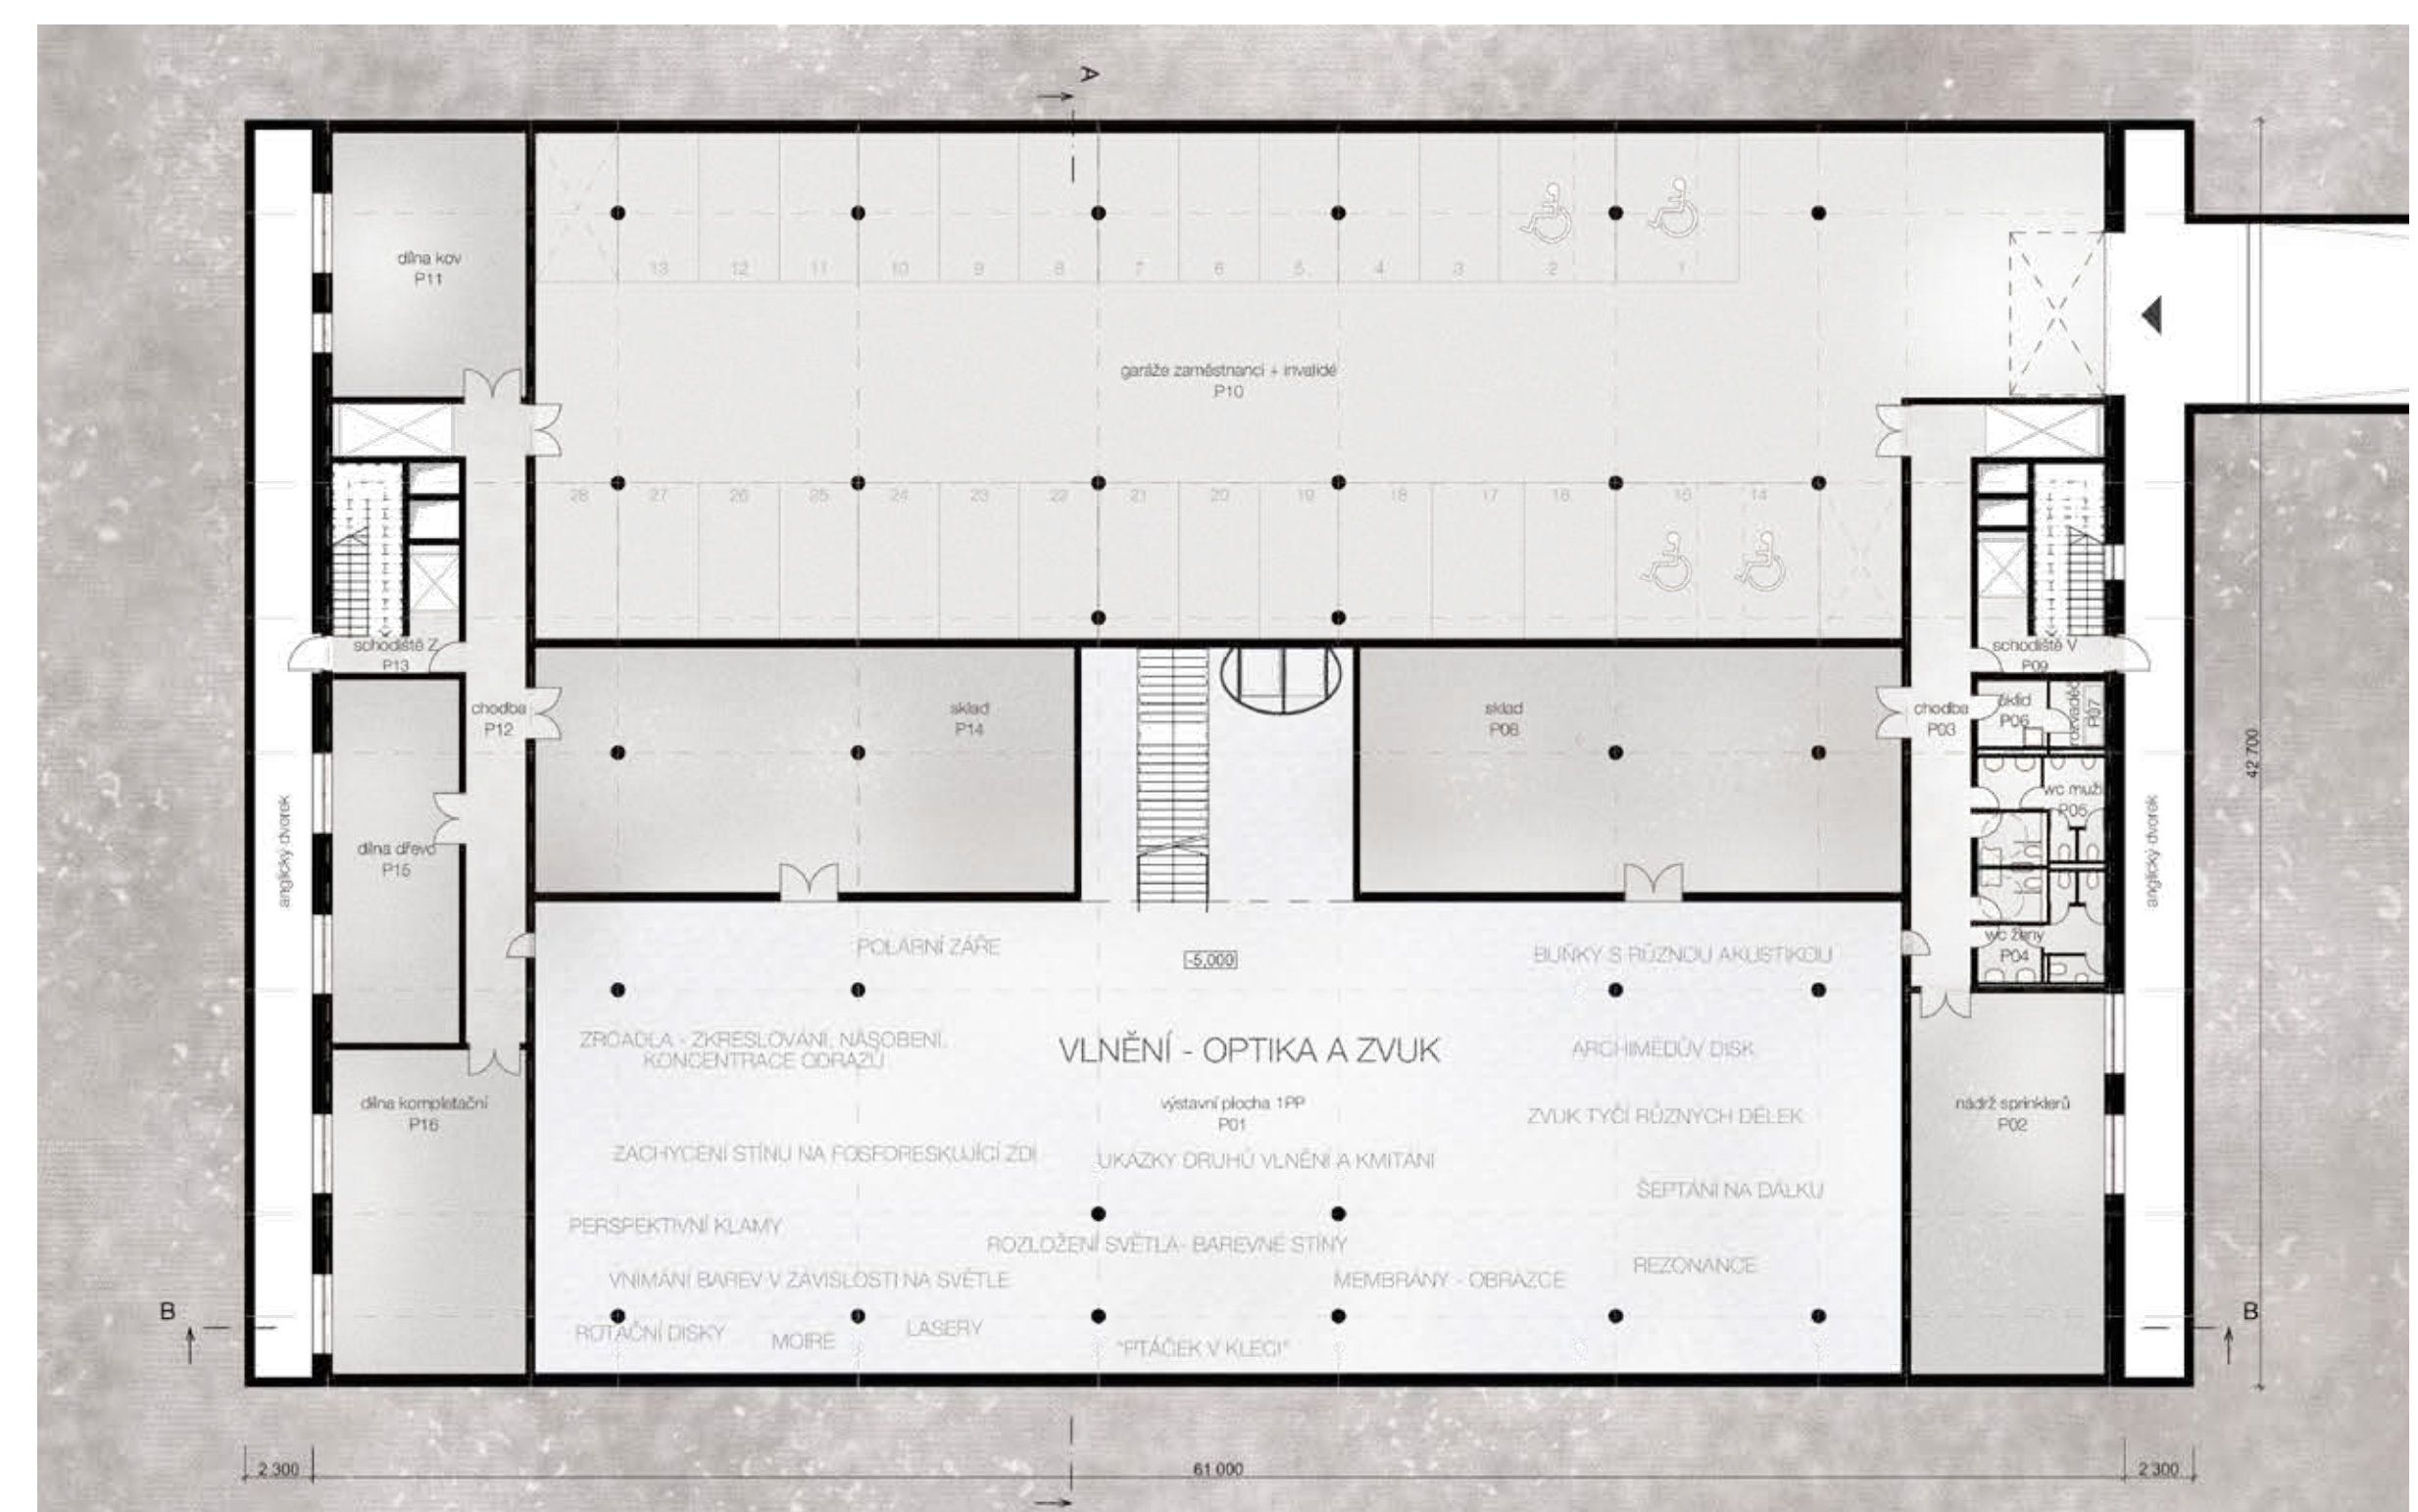 A
dílna kov
P11
13 12 11 10 9 8 7 6 5 4 3 2 1
garáže zaměstnanci + invalidé
P10
28 27 26 25 24 23 22 21 20 19 18 17 16 15 14
schodiště Z
P13
schodiště V
P09
chodba
P12
sklad
P14
sklad
P08
chodba
P03
úklid
P06
rozvaděč
P07
42 700
anglický dvorek
dílna dřevo
P15
wc muži
P05
anglický dvorek
POLÁRNÍ ZÁŘE
-5,000
BUŇKY S RŮZNOU AKUSTIKOU
wc ženy
P04
ZRCADLA - ZKRESLOVÁNÍ, NÁSOBENÍ,
KONCENTRACE ODRAZŮ
VLNĚNÍ - OPTIKA A ZVUK
ARCHIMEDŮV DISK
dílna kompletační
P16
výstavní plocha 1PP
P01
ZVUK TYČÍ RŮZNÝCH DÉLEK
nádrž sprinklerů
P02
ZACHYCENÍ STÍNU NA FOSFORESKUJÍCÍ ZDI
UKÁZKY DRUHŮ VLNĚNÍ A KMITÁNÍ
ŠEPTÁNÍ NA DÁLKU
PERSPEKTIVNÍ KLAMY
ROZLOŽENÍ SVĚTLA- BAREVNÉ STÍNY
REZONANCE
VNÍMÁNÍ BAREV V ZÁVISLOSTI NA SVĚTLE
MEMBRÁNY - OBRAZCE
B
B
ROTAČNÍ DISKY
MOIRE
LASERY
"PTÁČEK V KLECI"
2 300
61 000
2 300